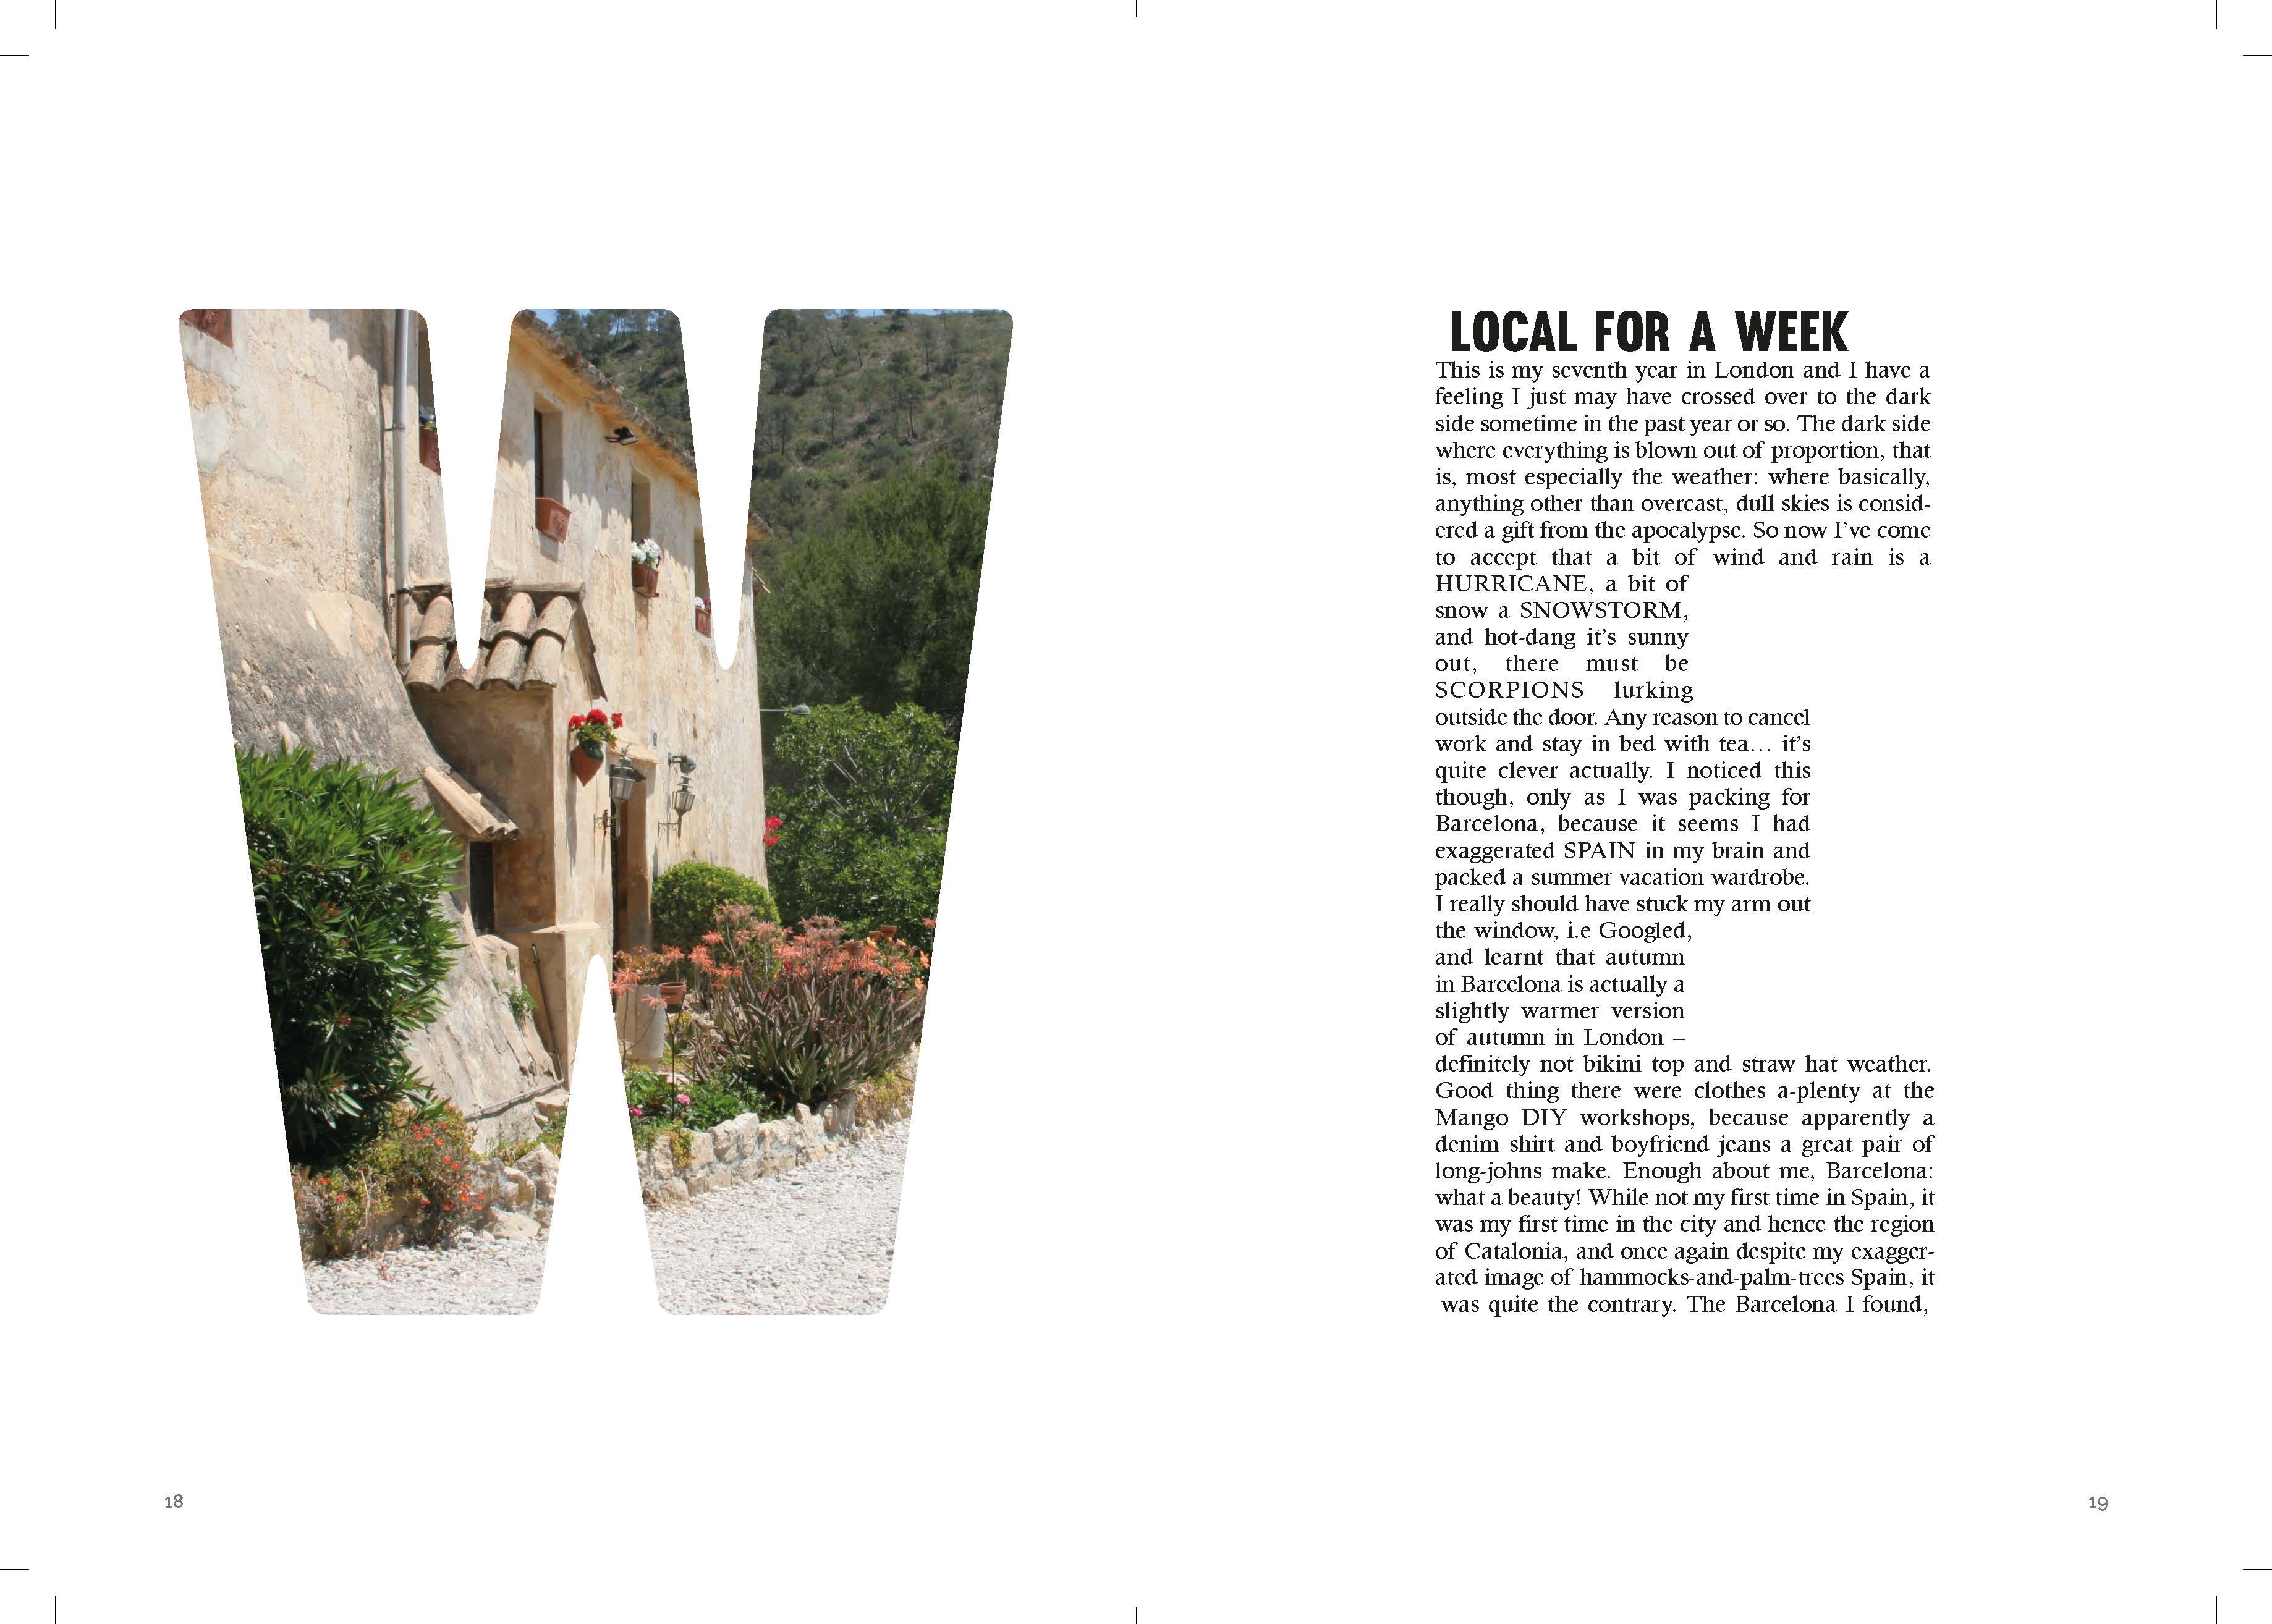 W
LOCAL FOR A WEEK
This is my seventh year in London and I have a
feeling I just may have crossed over to the dark
side sometime in the past year or so. The dark side
where everything is blown out of proportion, that
is, most especially the weather: where basically,
anything other than overcast, dull skies is consid-
ered a gift from the apocalypse. So now I’ve come
to accept that a bit of wind and rain is a
HURRICANE, a bit of
snow a SNOWSTORM,
and hot-dang it’s sunny
out, there must be
SCORPIONS lurking
outside the door. Any reason to cancel
work and stay in bed with tea… it’s
quite clever actually. I noticed this
though, only as I was packing for
Barcelona, because it seems I had
exaggerated SPAIN in my brain and
packed a summer vacation wardrobe.
I really should have stuck my arm out
the window, i.e Googled,
and learnt that autumn
in Barcelona is actually a
slightly warmer version
of autumn in London –
definitely not bikini top and straw hat weather.
Good thing there were clothes a-plenty at the
Mango DIY workshops, because apparently a
denim shirt and boyfriend jeans a great pair of
long-johns make. Enough about me, Barcelona:
what a beauty! While not my first time in Spain, it
was my first time in the city and hence the region
of Catalonia, and once again despite my exagger-
ated image of hammocks-and-palm-trees Spain, it
was quite the contrary. The Barcelona I found,
18
19